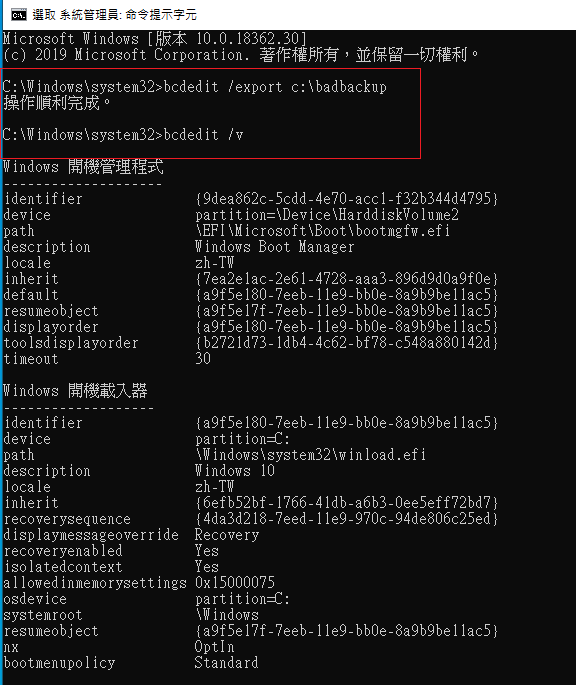 選取 系統管理員: 命令提示字元
Microsoft Windows [版本 10.0.18362.30]
(c) 2019 Microsoft Corporation. 著作權所有，並保留一切權利。
C:\Windows\system32>bcdedit /export c:\badbackup
操作順利完成。
C:\Windows\system32>bcdedit /v
Windows 開機管理程式
--------------------
identifier {9dea862c-5cdd-4e70-acc1-f32b344d4795}
device partition=\Device\HarddiskVolume2
path \EFI\Microsoft\Boot\bootmgfw.efi
description Windows Boot Manager
locale zh-TW
inherit {7ea2e1ac-2e61-4728-aaa3-896d9d0a9f0e}
default {a9f5e180-7eeb-11e9-bb0e-8a9b9be11ac5}
resumeobject {a9f5e17f-7eeb-11e9-bb0e-8a9b9be11ac5}
displayorder {a9f5e180-7eeb-11e9-bb0e-8a9b9be11ac5}
toolsdisplayorder {b2721d73-1db4-4c62-bf78-c548a880142d}
timeout 30
Windows 開機載入器
-------------------
identifier {a9f5e180-7eeb-11e9-bb0e-8a9b9be11ac5}
device partition=C:
path \Windows\system32\winload.efi
description Windows 10
locale zh-TW
inherit {6efb52bf-1766-41db-a6b3-0ee5eff72bd7}
recoverysequence {4da3d218-7eed-11e9-970c-94de806c25ed}
displaymessageoverride Recovery
recoveryenabled Yes
isolatedcontext Yes
allowedinmemorysettings 0x15000075
osdevice partition=C:
systemroot \Windows
resumeobject {a9f5e17f-7eeb-11e9-bb0e-8a9b9be11ac5}
nx OptIn
bootmenupolicy Standard